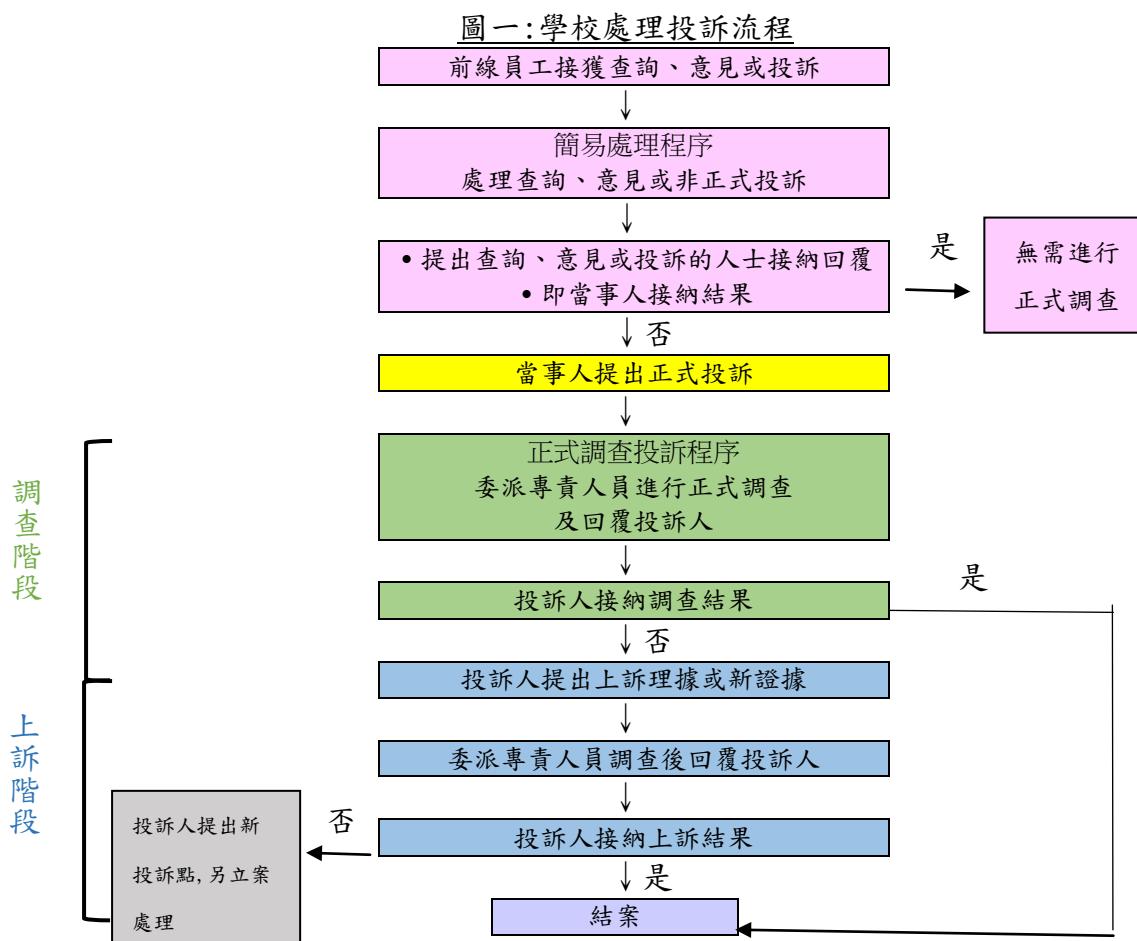 圖一:學校處理投訴流程
前線員工接獲查詢、意見或投訴
簡易處理程序
處理查詢、意見或非正式投訴
• 提出查詢、意見或投訴的人士接納回覆
• 即當事人接納結果
是
無需進行
正式調查
否
當事人提出正式投訴
調查階段
正式調查投訴程序
委派專責人員進行正式調查
及回覆投訴人
投訴人接納調查結果
是
否
上訴階段
投訴人提出上訴理據或新證據
委派專責人員調查後回覆投訴人
投訴人接納上訴結果
否
投訴人提出新
投訴點,另立案
處理
是
結案